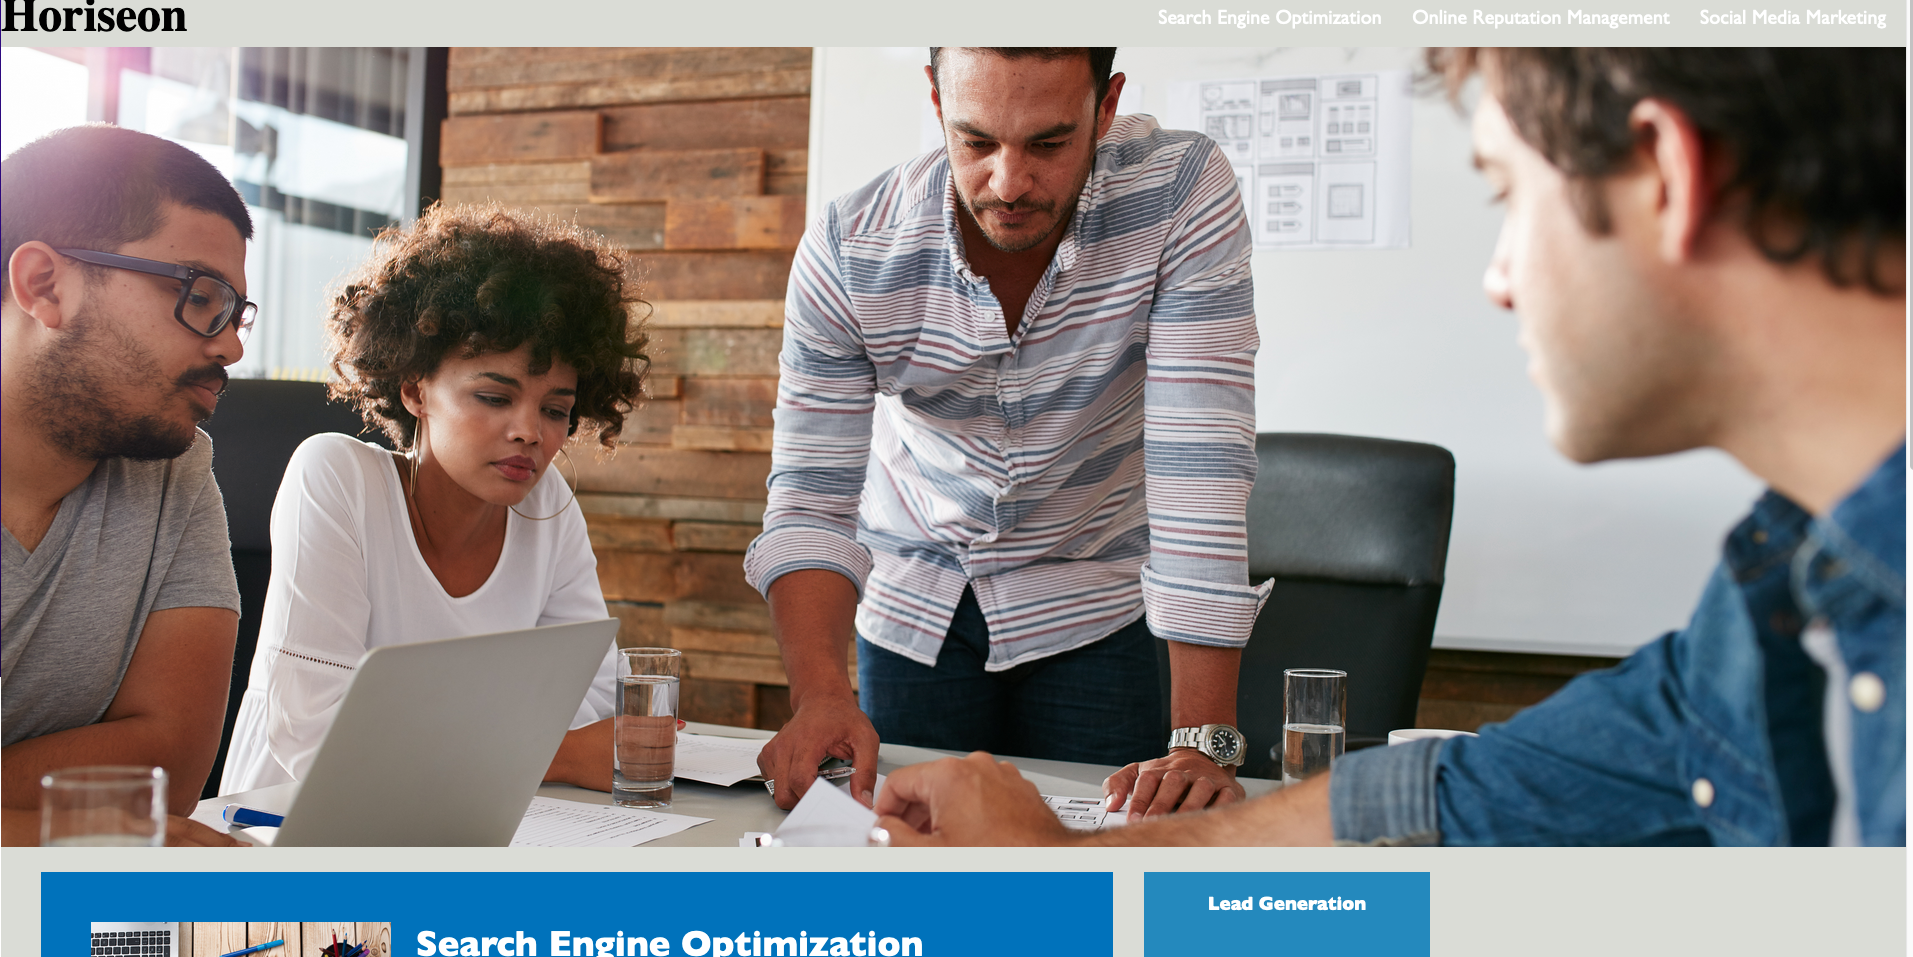 Horiseon
Search Engine Optimization Online Reputation Management Social Media Marketing
Search Engine Optimization
Lead Generation